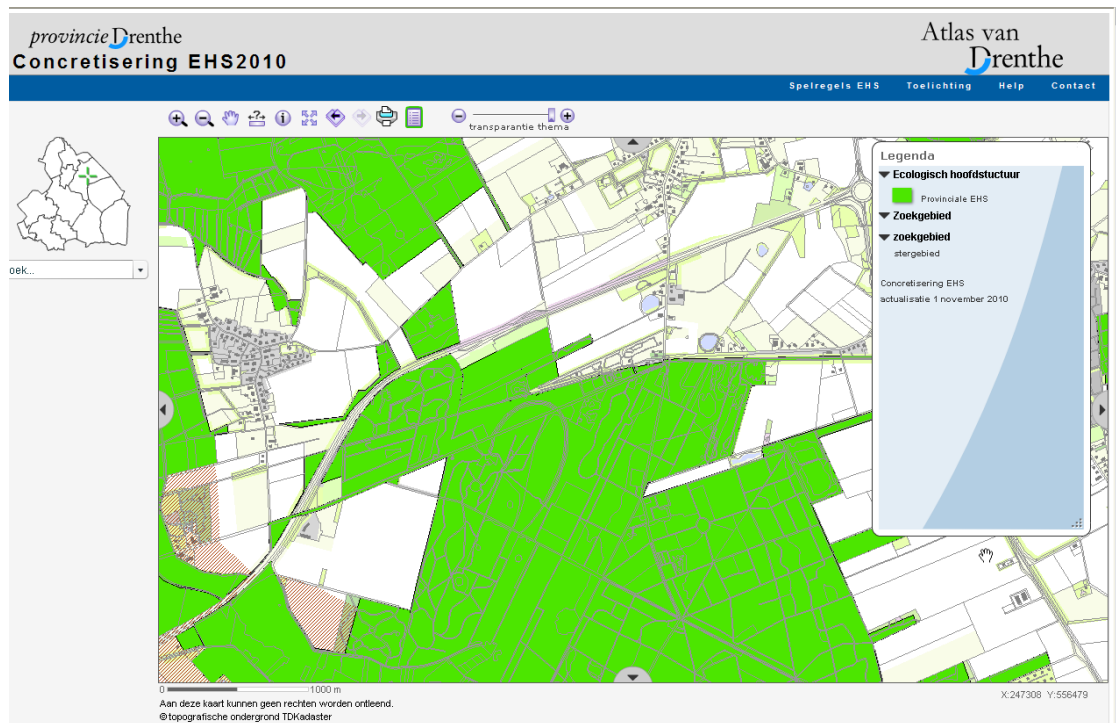 provincie Drenthe
Concretisering EHS2010
Atlas van
Drenthe
Spelregels EHS Toelichting Help Contact
transparantie thema
oek...
Legenda
Ecologisch hoofdstuctuur
Provinciale EHS
Zoekgebied
zoekgebied
stergebied
Concretisering EHS
actualisatie 1 november 2010
0 1000 m
X:247308 Y:556479
Aan deze kaart kunnen geen rechten worden ontleend.
©topografische ondergrond TDKadaster